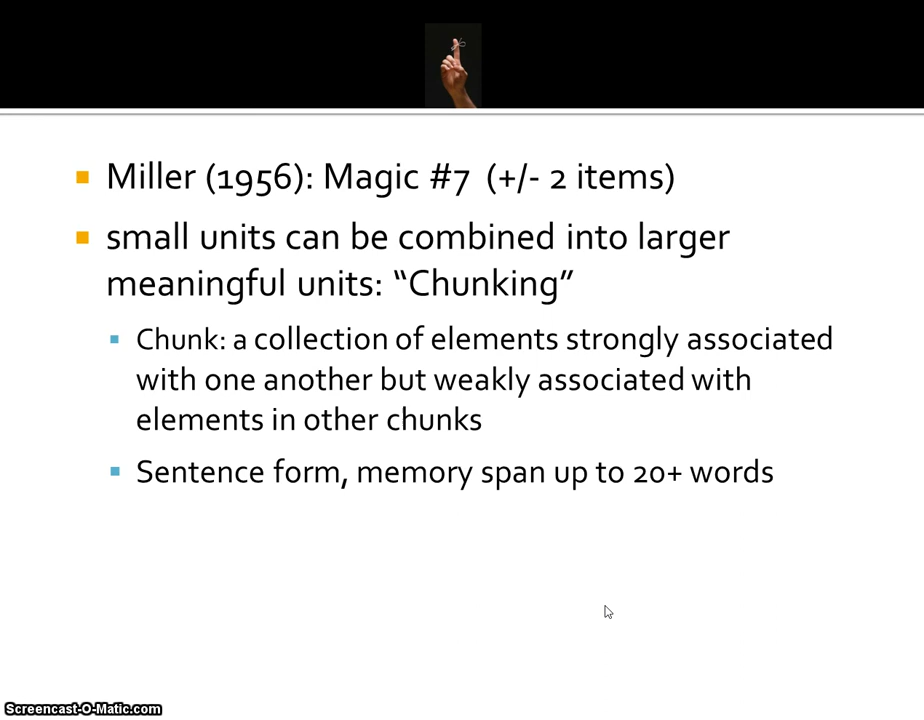 Miller (1956): Magic #7 (+/- 2 items)
small units can be combined into larger
meaningful units: “Chunking”
Chunk: a collection of elements strongly associated
with one another but weakly associated with
elements in other chunks
Sentence form, memory span up to 20+ words
Screencast-O-Matic.com